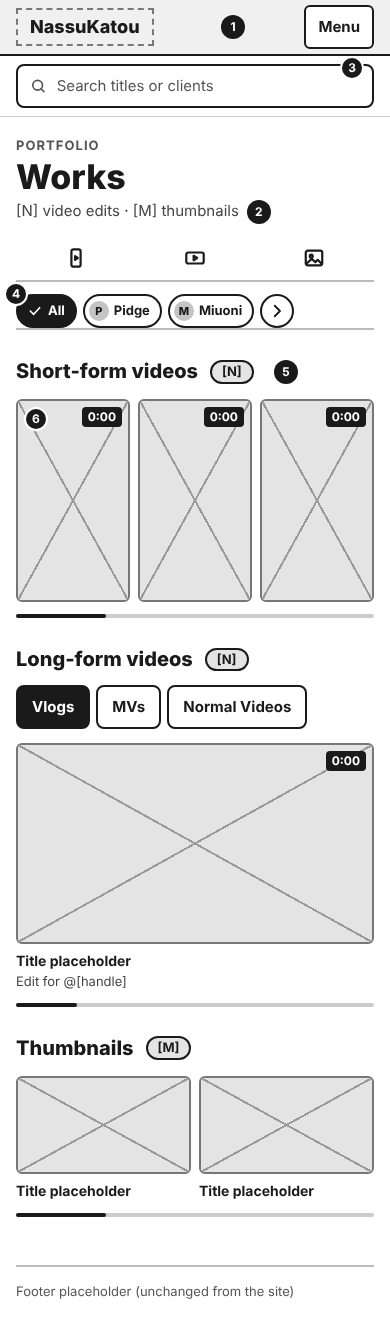 NassuKatou
1
Menu
3
Search titles or clients
PORTFOLIO
Works
[N] video edits · [M] thumbnails 2
4
All
P Pidge
M Miuoni
Short-form videos [N] 5
6 0:00 0:00 0:00
Long-form videos [N]
Vlogs MVs Normal Videos
0:00
Title placeholder
Edit for @[handle]
Thumbnails [M]
Title placeholder Title placeholder
Footer placeholder (unchanged from the site)